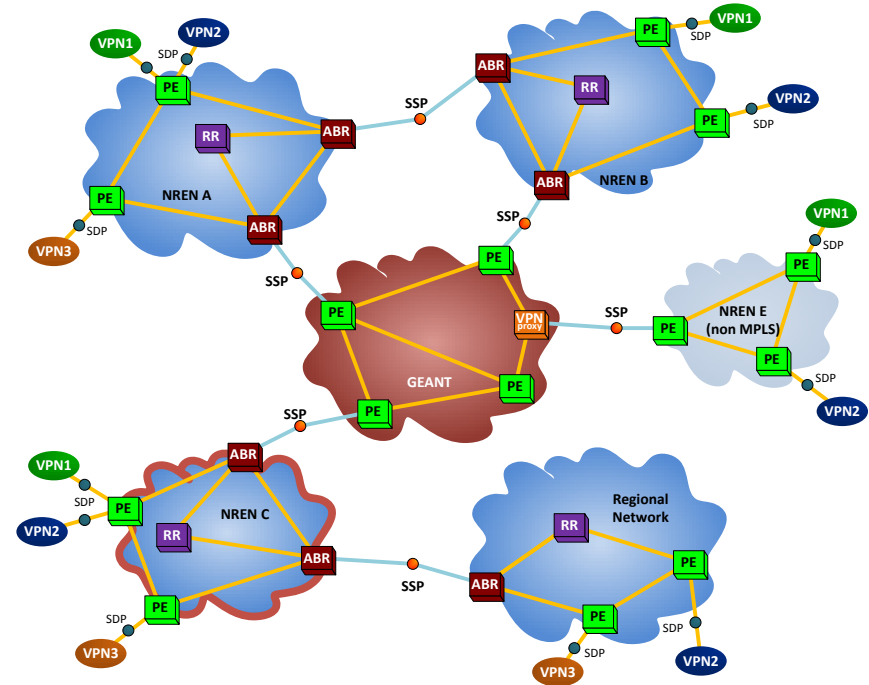 VPN1
VPN2
SDP
PE
RR
ABR
NREN A
PE
SDP
VPN3
ABR
SSP
SSP
ABR
PE
SDP
VPN1
RR
PE
VPN2
SDP
ABR
NREN B
SSP
PE
PE
VPN
proxy
GEANT
PE
PE
SSP
VPN1
SDP
PE
NREN E
(non MPLS)
PE
PE
SDP
VPN2
SSP
ABR
VPN1
SDP
PE
VPN2
NREN C
RR
ABR
PE
SDP
VPN3
SSP
Regional
Network
RR
ABR
PE
PE
SDP
SDP
VPN3
VPN2